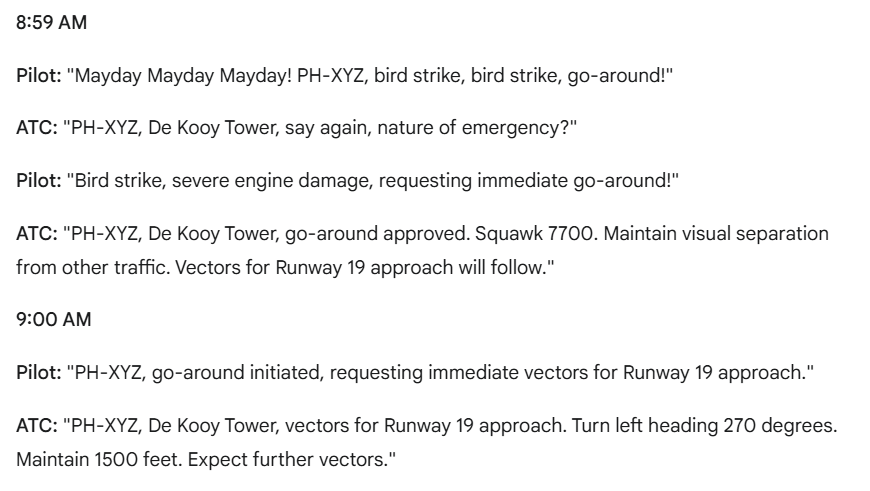 8:59 AM
Pilot: "Mayday Mayday Mayday! PH-XYZ, bird strike, bird strike, go-around!"
ATC: "PH-XYZ, De Kooy Tower, say again, nature of emergency?"
Pilot: "Bird strike, severe engine damage, requesting immediate go-around!"
ATC: "PH-XYZ, De Kooy Tower, go-around approved. Squawk 7700. Maintain visual separation
from other traffic. Vectors for Runway 19 approach will follow."
9:00 AM
Pilot: "PH-XYZ, go-around initiated, requesting immediate vectors for Runway 19 approach."
ATC: "PH-XYZ, De Kooy Tower, vectors for Runway 19 approach. Turn left heading 270 degrees.
Maintain 1500 feet. Expect further vectors."